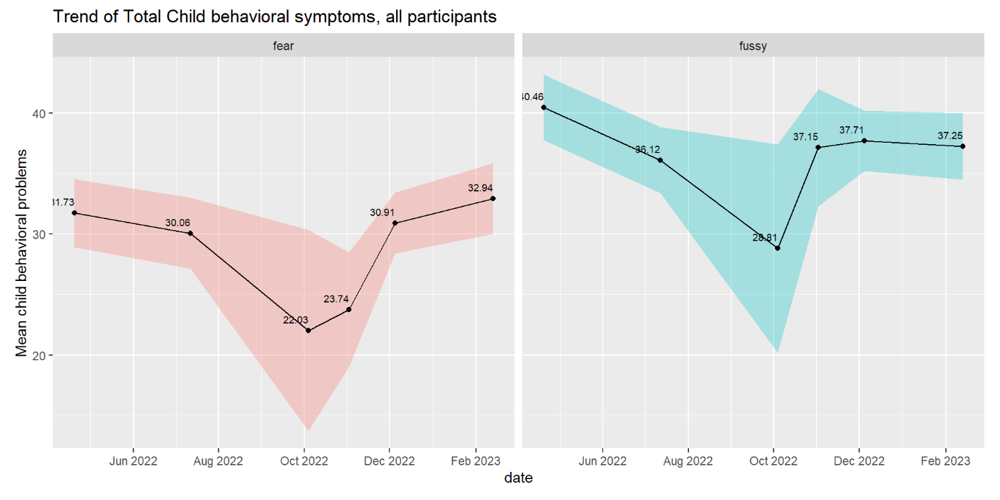 Trend of Total Child behavioral symptoms, all participants
fear
fussy
Mean child behavioral problems
40
30
20
31.73
30.06
22.03
23.74
30.91
32.94
40.46
36.12
28.81
37.15
37.71
37.25
Jun 2022 Aug 2022 Oct 2022 Dec 2022 Feb 2023
Jun 2022 Aug 2022 Oct 2022 Dec 2022 Feb 2023
date